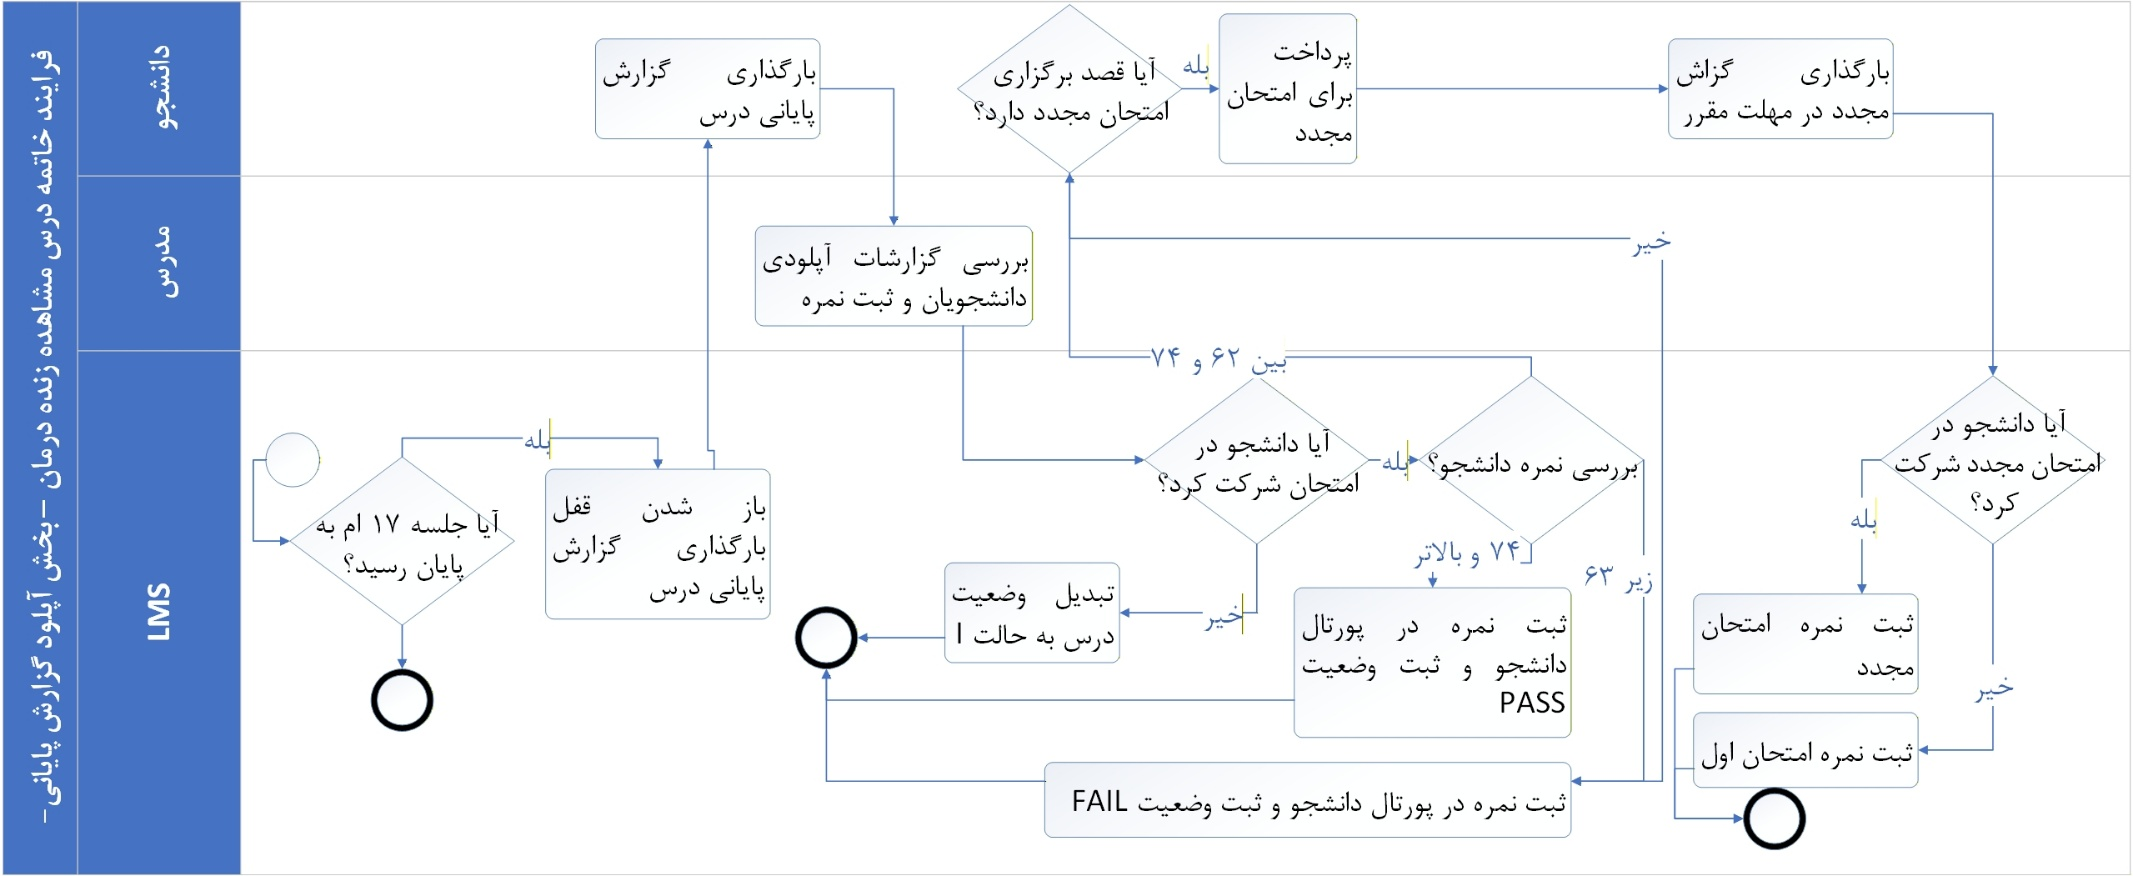 فرایند خاتمه درس مشاهده زنده درمان –بخش آپلود گزارش پایانی-
دانشجو
بارگذاری گزارش
پایانی درس
آیا قصد برگزاری
امتحان مجدد دارد؟
بله
پرداخت
برای امتحان
مجدد
بارگذاری گزاش
مجدد در مهلت مقرر
مدرس
بررسی گزارشات آپلودی
دانشجویان و ثبت نمره
خیر
LMS
بین ۶۲ و ۷۴
بله
آیا جلسه ۱۷ ام به
پایان رسید؟
باز شدن قفل
بارگذاری گزارش
پایانی درس
آیا دانشجو در
امتحان شرکت کرد؟
بله
بررسی نمره دانشجو؟
آیا دانشجو در
امتحان مجدد شرکت
کرد؟
بله
۷۴ و بالاتر
زیر ۶۳
خیر
تبدیل وضعیت
درس به حالت I
ثبت نمره در پورتال
دانشجو و ثبت وضعیت
PASS
ثبت نمره امتحان
مجدد
خیر
ثبت نمره امتحان اول
ثبت نمره در پورتال دانشجو و ثبت وضعیت FAIL